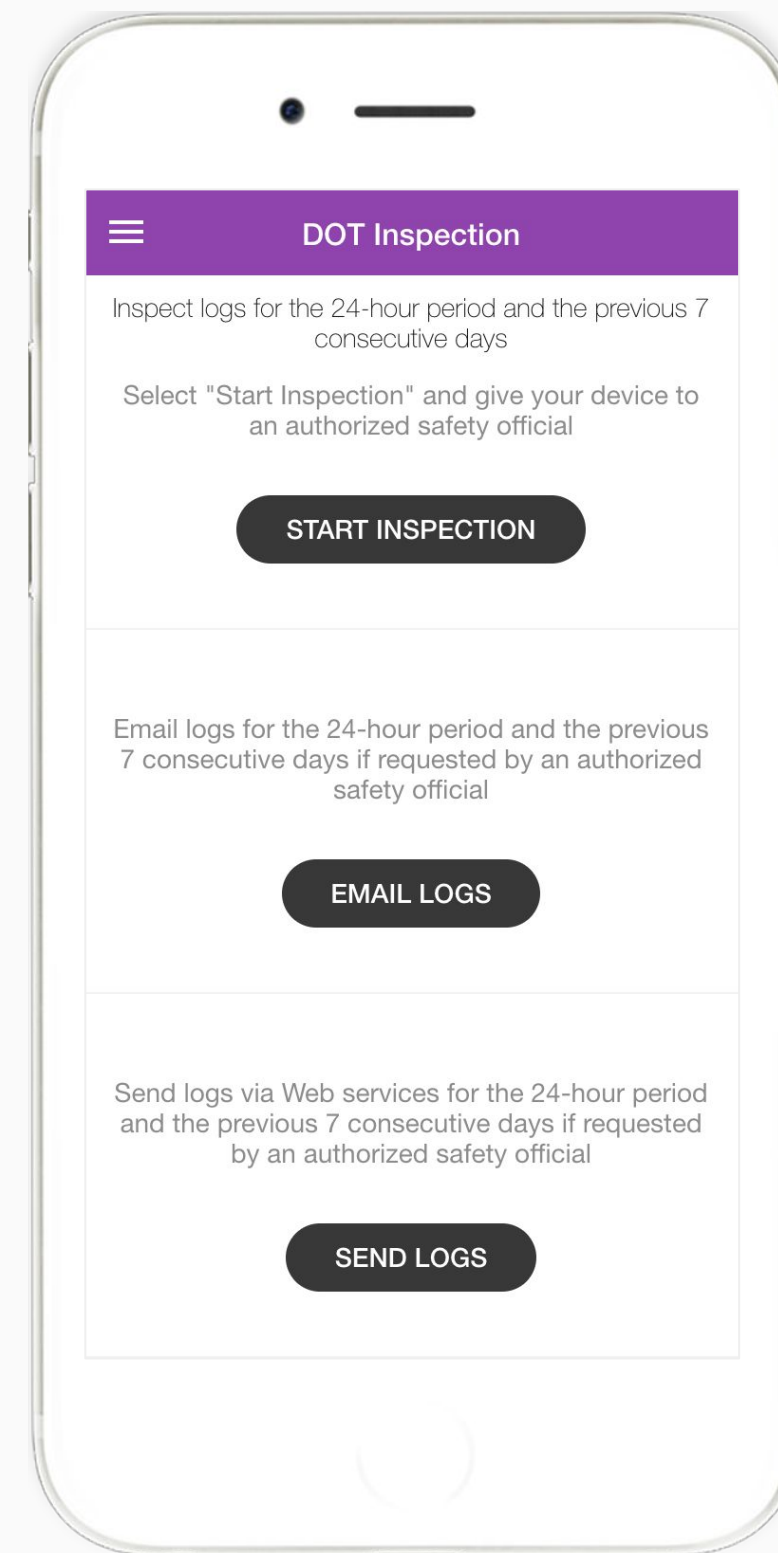 DOT Inspection
Inspect logs for the 24-hour period and the previous 7
consecutive days
Select "Start Inspection" and give your device to
an authorized safety official
START INSPECTION
Email logs for the 24-hour period and the previous
7 consecutive days if requested by an authorized
safety official
EMAIL LOGS
Send logs via Web services for the 24-hour period
and the previous 7 consecutive days if requested
by an authorized safety official
SEND LOGS